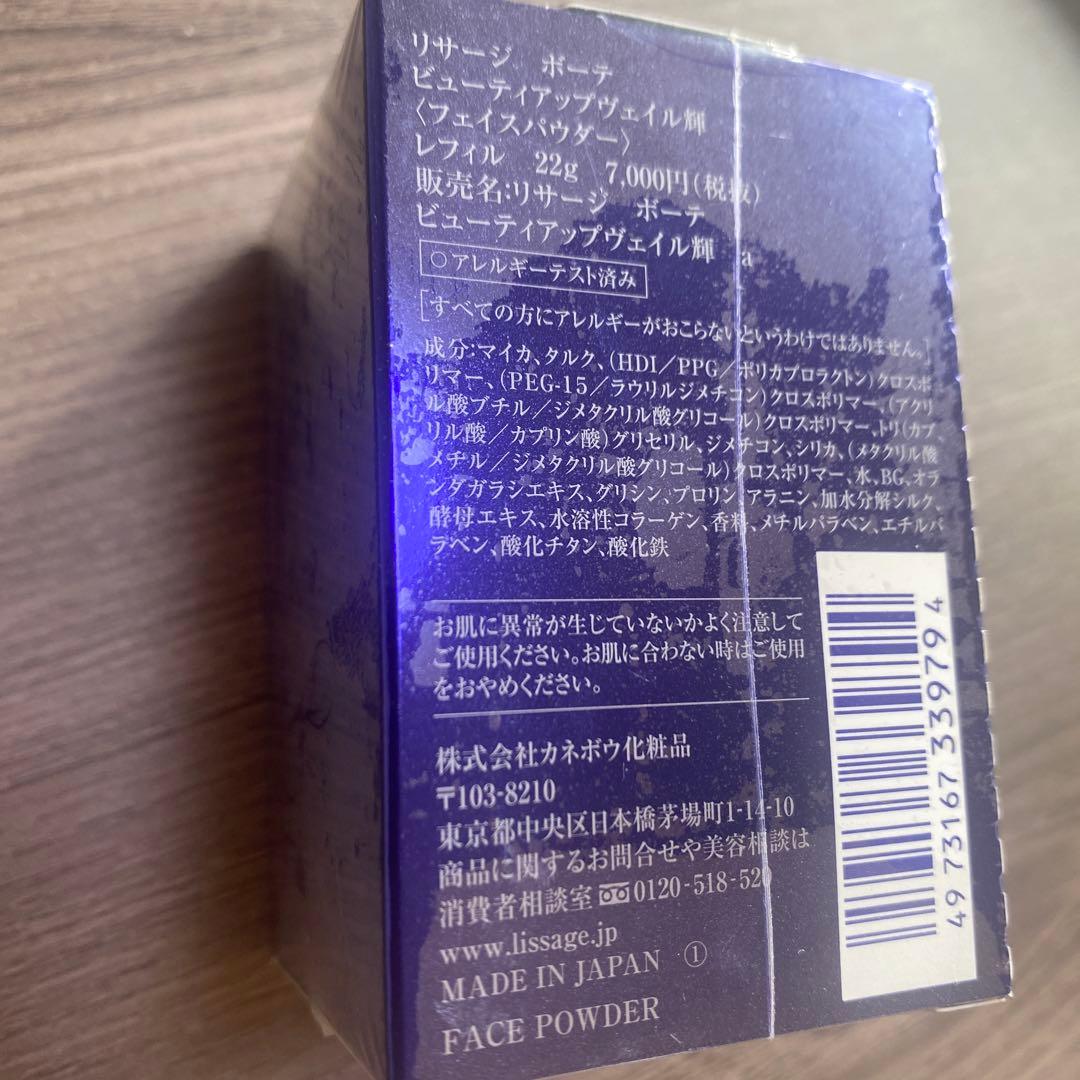 リサージ ボーテ
ビューティアップヴェイル輝
〈フェイスパウダー〉
レフィル 22g 7,000円(税抜)
販売名:リサージ ボーテ
ビューティアップヴェイル輝 a
○アレルギーテスト済み
[すべての方にアレルギーがおこらないというわけではありません。]
成分:マイカ、タルク、(HDI/PPG/ポリカプロラクトン)クロスポ
リマー、(PEG-15/ラウリルジメチコン)クロスポリマー、(アクリ
ル酸ブチル/ジメタクリル酸グリコール)クロスポリマー、トリ(カプ
リル酸/カプリン酸)グリセリル、ジメチコン、シリカ、(メタクリル酸
メチル/ジメタクリル酸グリコール)クロスポリマー、水、BG、オラ
ンダガラシエキス、グリシン、プロリン、アラニン、加水分解シルク、
酵母エキス、水溶性コラーゲン、香料、メチルパラベン、エチルパ
ラベン、酸化チタン、酸化鉄
お肌に異常が生じていないかよく注意して
ご使用ください。お肌に合わない時はご使用
をおやめください。
株式会社カネボウ化粧品
〒103-8210
東京都中央区日本橋茅場町1-14-10
商品に関するお問合せや美容相談は
消費者相談室 0120-518-520
www.lissage.jp
MADE IN JAPAN ①
FACE POWDER
49 73167 33979 4